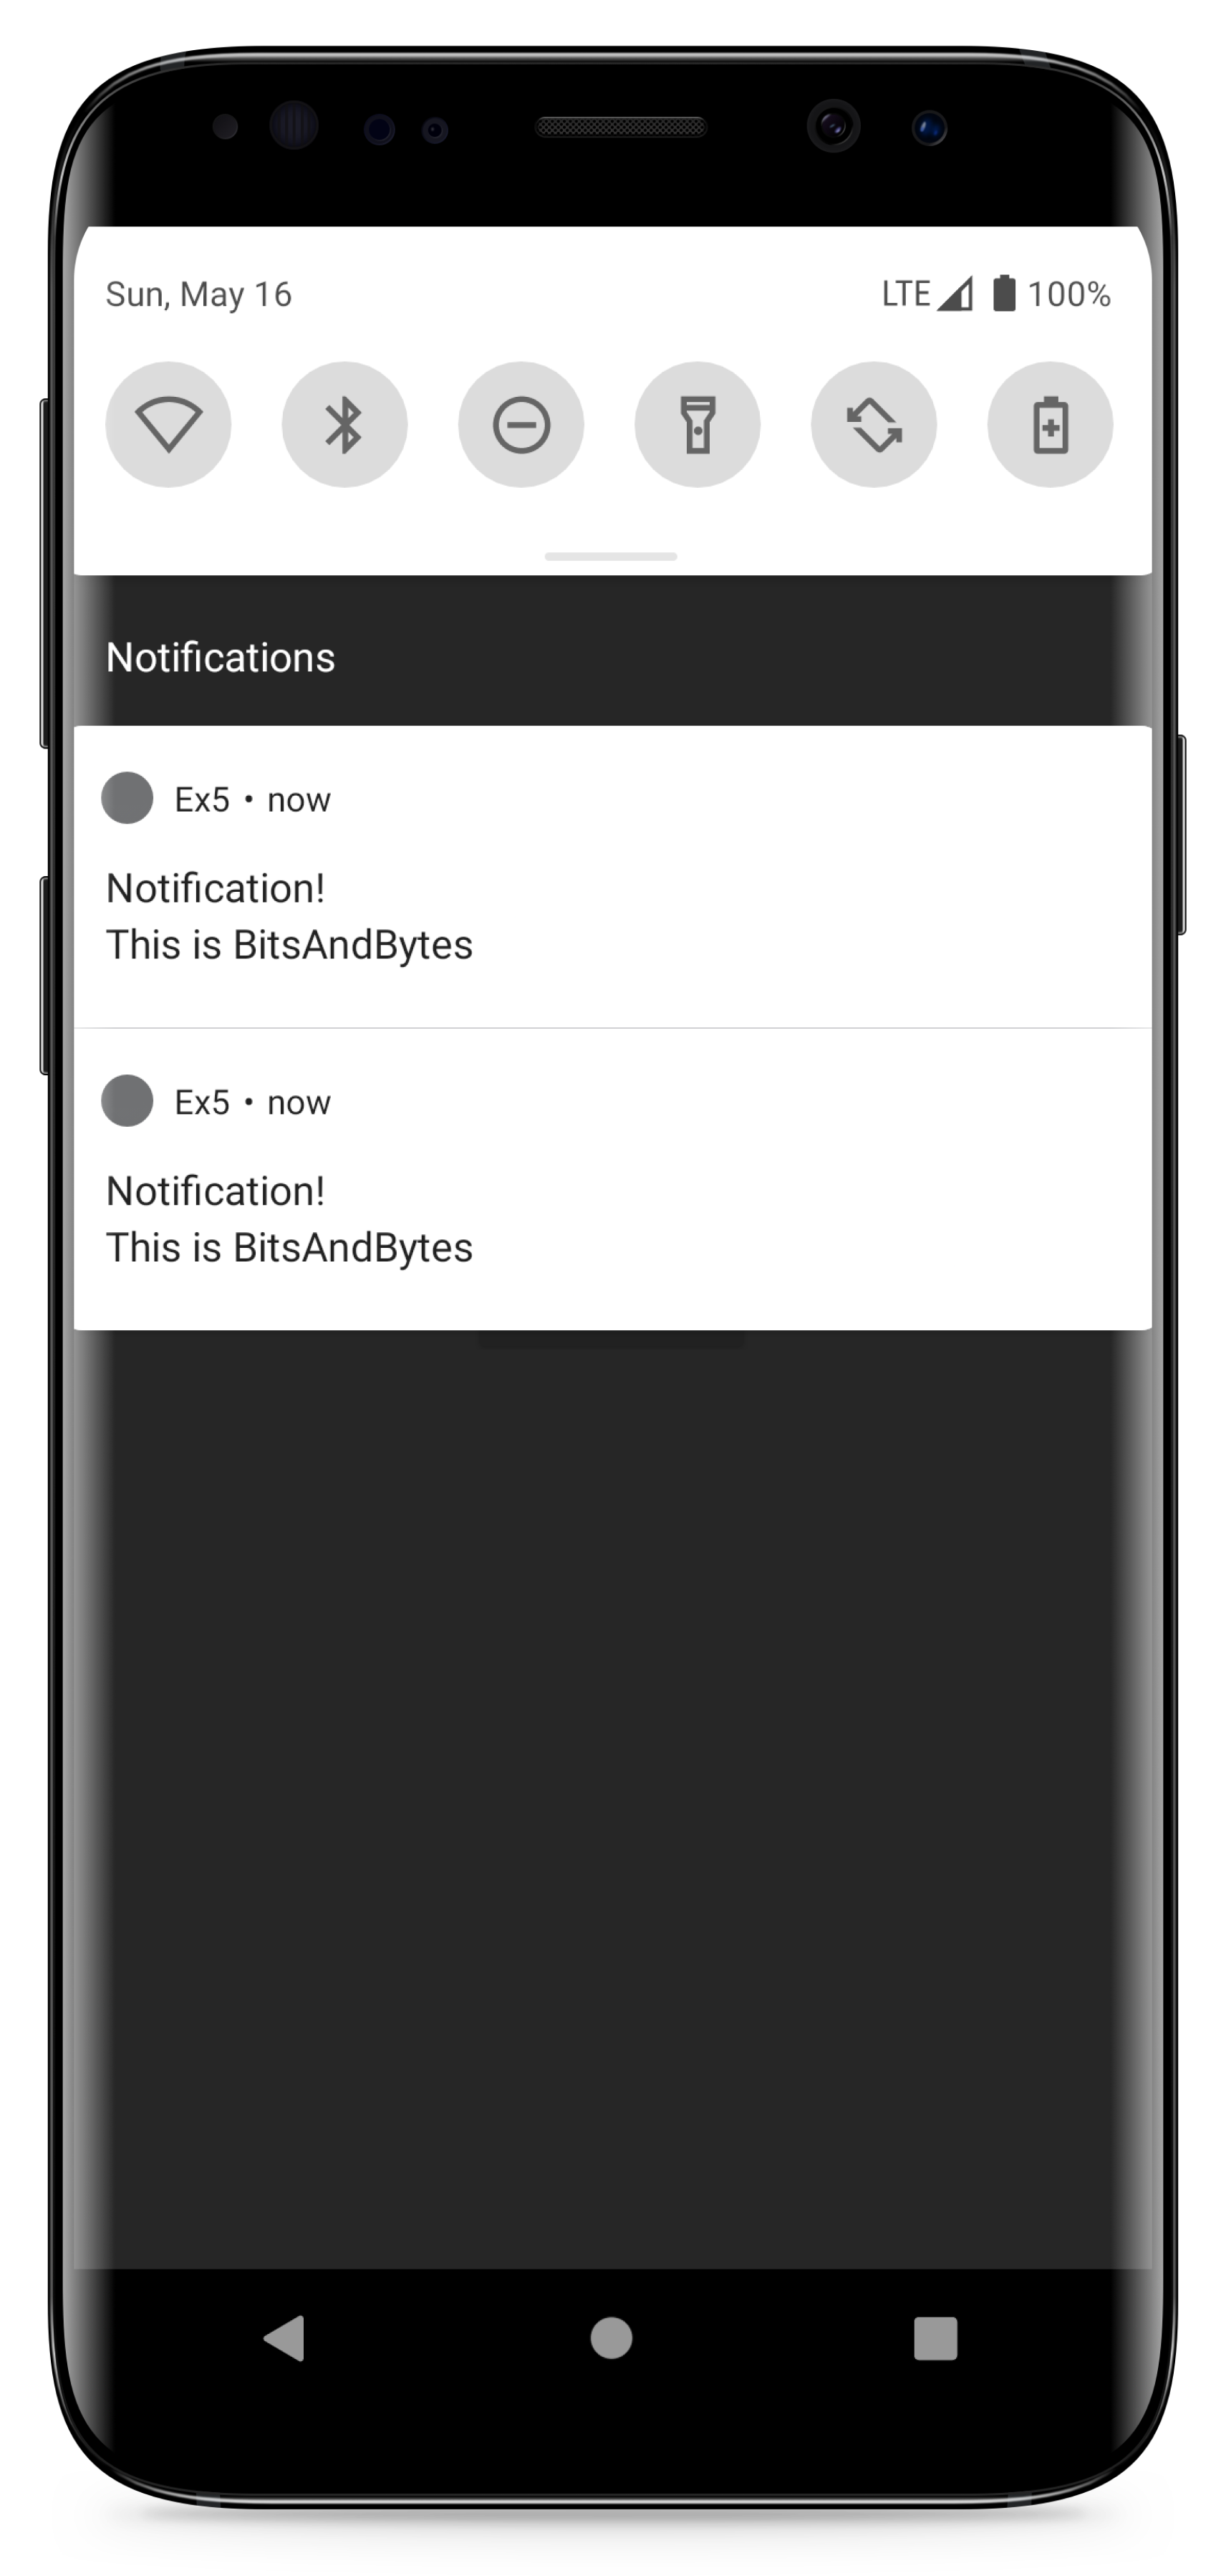 Sun, May 16 LTE 100%
Notifications
Ex5 • now
Notification!
This is BitsAndBytes
Ex5 • now
Notification!
This is BitsAndBytes